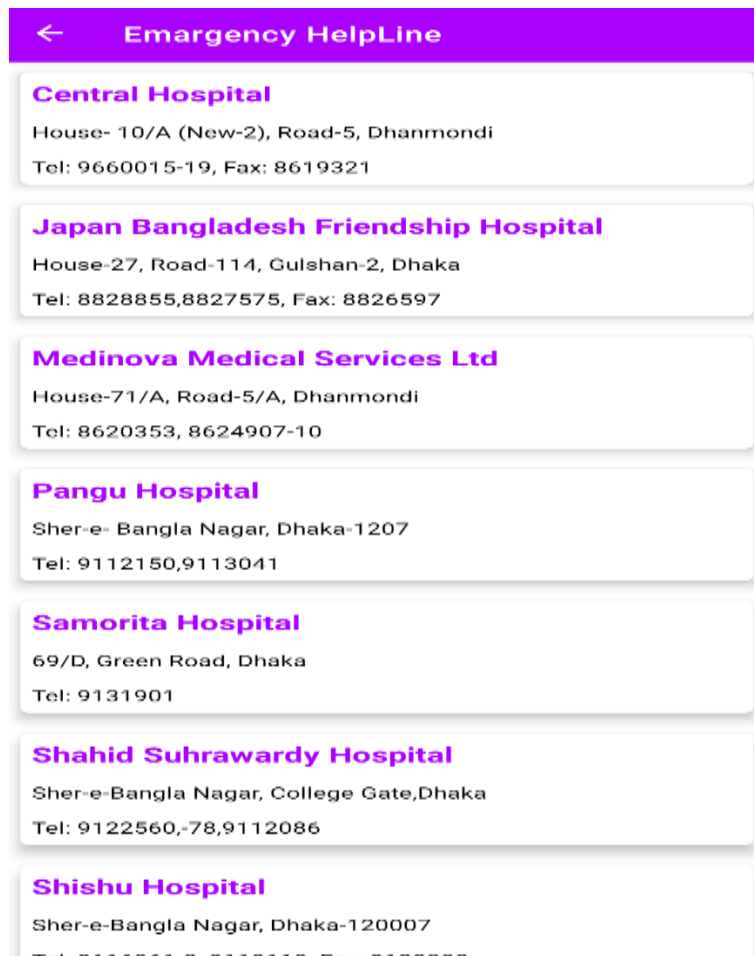 Emargency HelpLine
Central Hospital
House- 10/A (New-2), Road-5, Dhanmondi
Tel: 9660015-19, Fax: 8619321
Japan Bangladesh Friendship Hospital
House-27, Road-114, Gulshan-2, Dhaka
Tel: 8828855,8827575, Fax: 8826597
Medinova Medical Services Ltd
House-71/A, Road-5/A, Dhanmondi
Tel: 8620353, 8624907-10
Pangu Hospital
Sher-e- Bangla Nagar, Dhaka-1207
Tel: 9112150,9113041
Samorita Hospital
69/D, Green Road, Dhaka
Tel: 9131901
Shahid Suhrawardy Hospital
Sher-e-Bangla Nagar, College Gate,Dhaka
Tel: 9122560,-78,9112086
Shishu Hospital
Sher-e-Bangla Nagar, Dhaka-120007